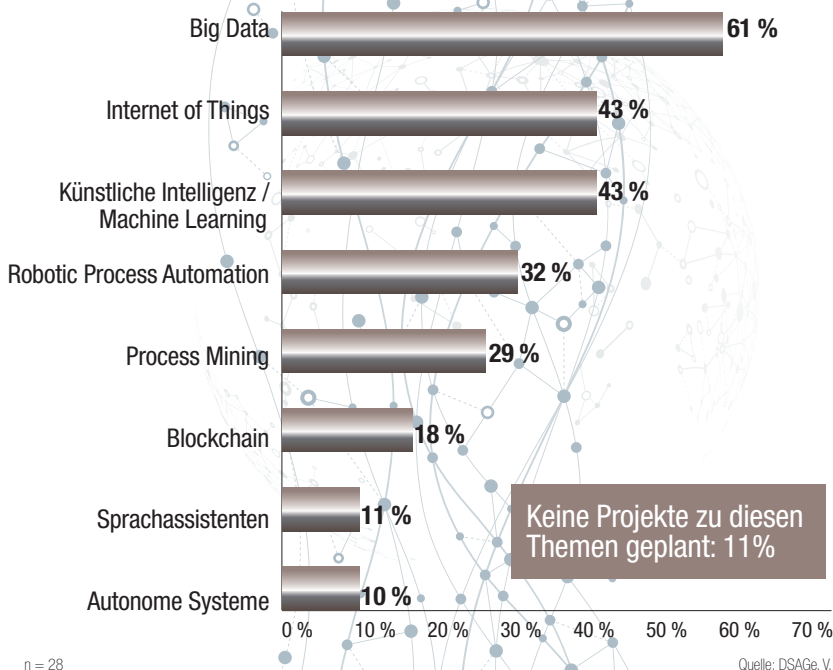 Big Data
61 %
Internet of Things
43 %
Künstliche Intelligenz /
Machine Learning
43 %
Robotic Process Automation
32 %
Process Mining
29 %
Blockchain
18 %
Sprachassistenten
11 %
Autonome Systeme
10 %
Keine Projekte zu diesen
Themen geplant: 11%
0 % 10 % 20 % 30 % 40 % 50 % 60 % 70 %
n = 28
Quelle: DSAGe. V.